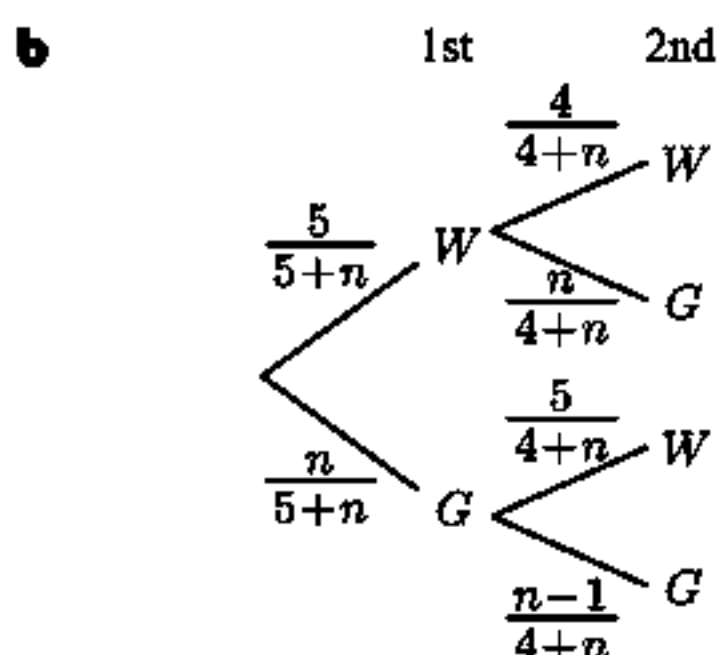 b 1st 2nd
4/(4+n) W
5/(5+n) W
n/(4+n) G
5/(4+n) W
n/(5+n) G
n−1/(4+n) G